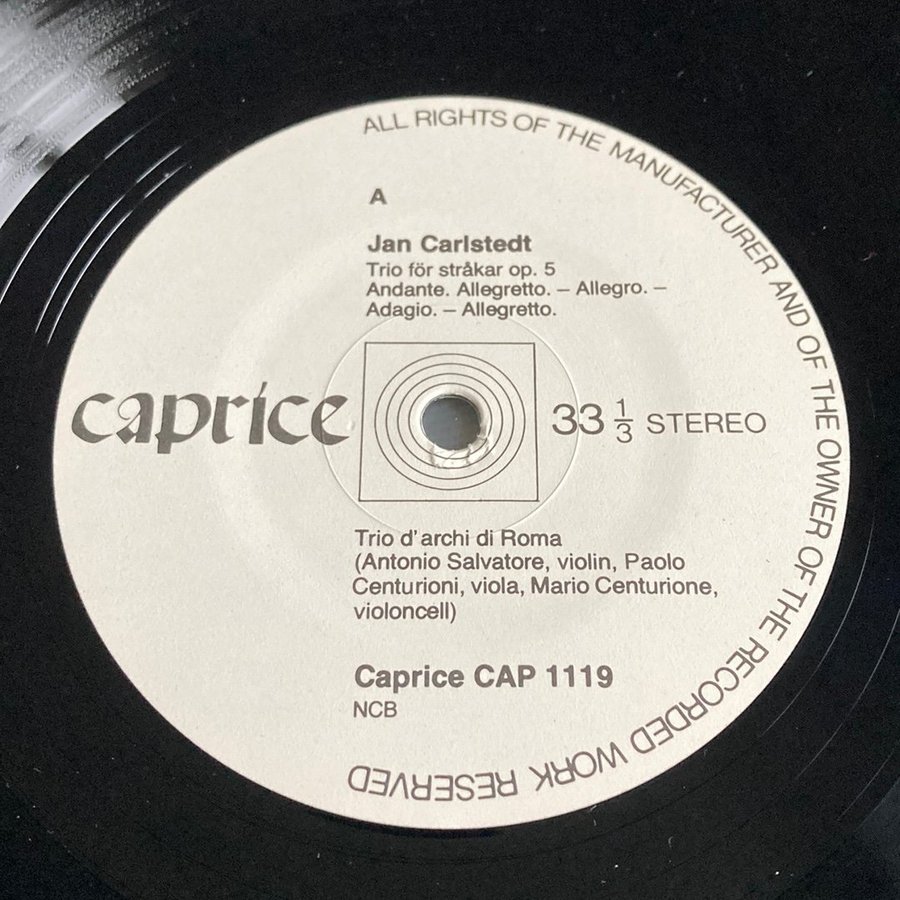 ALL RIGHTS OF THE MANUFACTURER AND OF THE OWNER OF THE RECORDED WORK RESERVED
A
Jan Carlstedt
Trio för stråkar op. 5
Andante. Allegretto. – Allegro. –
Adagio. – Allegretto.
caprice
33 1/3 STEREO
Trio d'archi di Roma
(Antonio Salvatore, violin, Paolo
Centurioni, viola, Mario Centurione,
violoncell)
Caprice CAP 1119
NCB